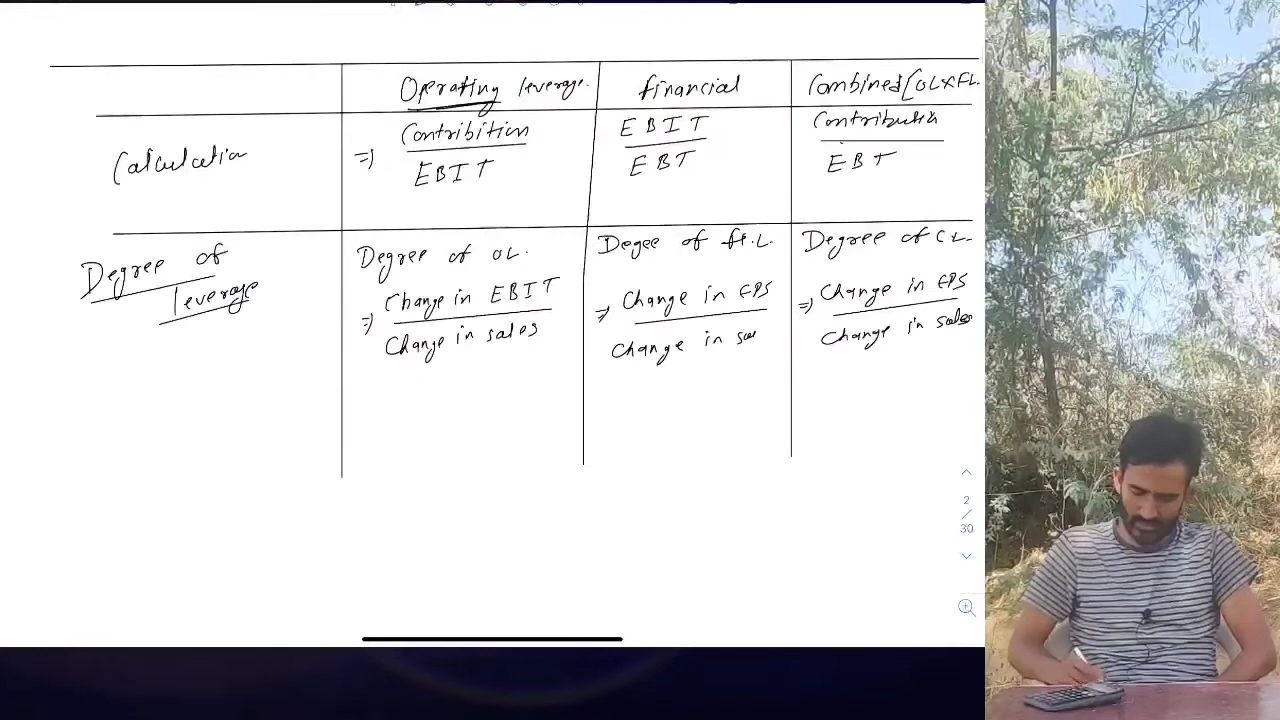 Operating leverage. financial Combined [OL x FL.
Calculation => Contribition EBIT EBIT EBT Contribution EBT
Degree of leverage
Degree of OL. Degee of fi.L. Degree of CL.
=> Change in EBIT => Change in EPS => Change in EPS
Change in sales Change in Change in sales
2
/
30